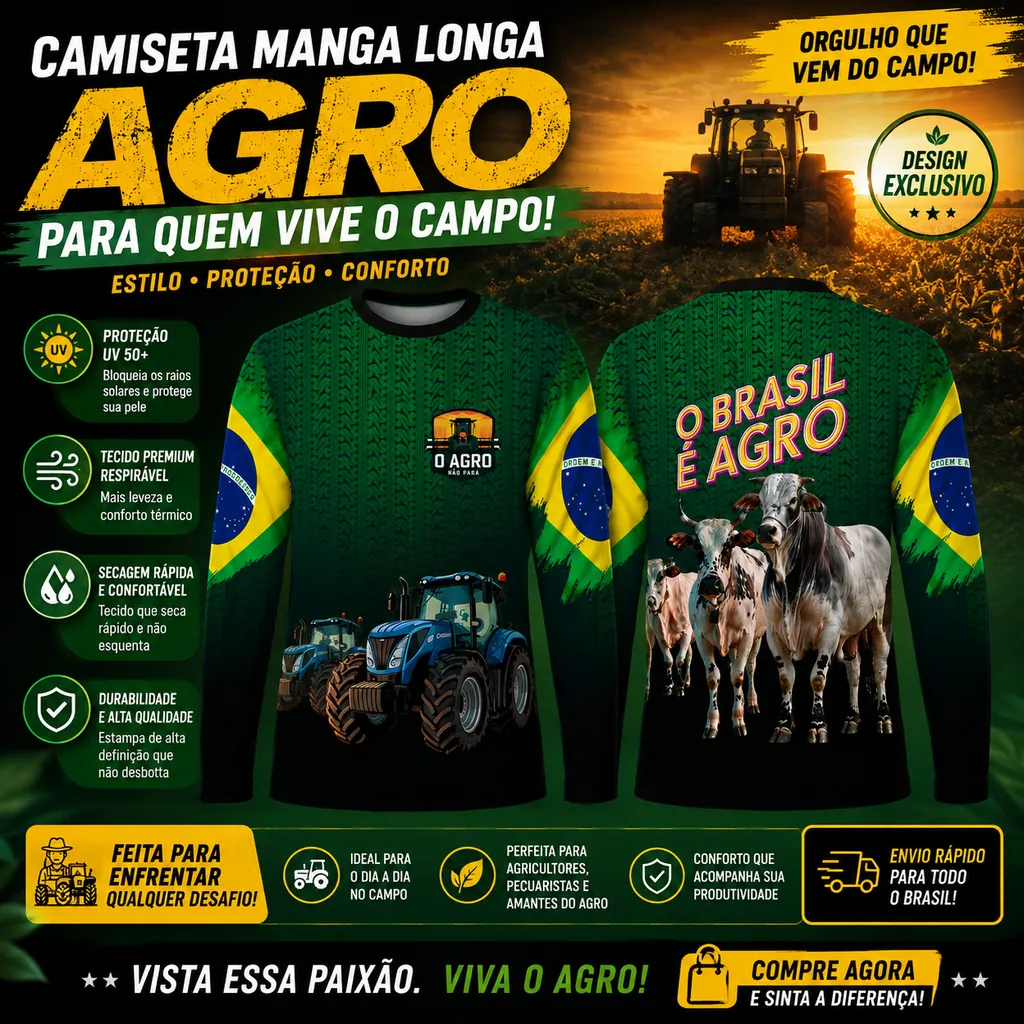 CAMISETA MANGA LONGA
AGRO
PARA QUEM VIVE O CAMPO!
ESTILO • PROTEÇÃO • CONFORTO
ORGULHO QUE
VEM DO CAMPO!
DESIGN
EXCLUSIVO
UV
PROTEÇÃO
UV 50+
Bloqueia os raios
solares e protege
sua pele
TECIDO PREMIUM
RESPIRÁVEL
Mais leveza e
conforto térmico
SECAGEM RÁPIDA
E CONFORTÁVEL
Tecido que seca
rápido e não
esquenta
DURABILIDADE
E ALTA QUALIDADE
Estampa de alta
definição que
não desbotta
O AGRO
NÃO PARA
ORDEM E
O BRASIL
É AGRO
ORDEM E
FEITA PARA
ENFRENTAR
QUALQUER DESAFIO!
IDEAL PARA
O DIA A DIA
NO CAMPO
PERFEITA PARA
AGRICULTORES,
PECUARISTAS E
AMANTES DO AGRO
CONFORTO QUE
ACOMPANHA SUA
PRODUTIVIDADE
ENVIO RÁPIDO
PARA TODO
O BRASIL!
VISTA ESSA PAIXÃO. VIVA O AGRO!
COMPRE AGORA
E SINTA A DIFERENÇA!